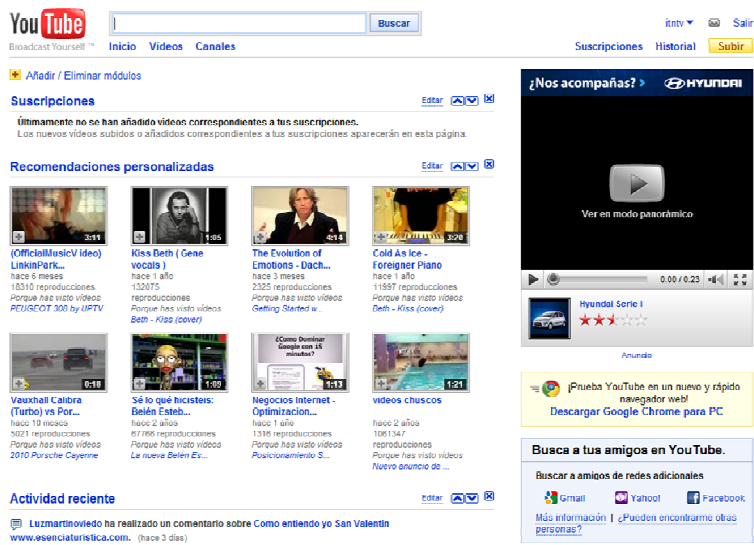 YouTube
Broadcast Yourself ™
Buscar
itntv
Salir
Inicio Vídeos Canales
Suscripciones Historial Subir
Añadir / Eliminar módulos
Suscripciones
Editar
Últimamente no se han añadido vídeos correspondientes a tus suscripciones.
Los nuevos vídeos subidos o añadidos correspondientes a tus suscripciones aparecerán en esta página.
Recomendaciones personalizadas
Editar
3:11
(OfficialMusicVideo)
LinkinPark...
hace 6 meses
18310 reproducciones
Porque has visto vídeos
PEUGEOT 308 by UPTV
1:05
Kiss Beth ( Gene
vocals )
hace 1 año
132075
reproducciones
Porque has visto vídeos
Beth - Kiss (cover)
4:14
The Evolution of
Emotions - Dach...
hace 3 meses
2325 reproducciones
Porque has visto vídeos
Getting Started w...
3:20
Cold As Ice -
Foreigner Piano
hace 1 año
11997 reproducciones
Porque has visto vídeos
Beth - Kiss (cover)
0:18
Vauxhall Calibra
(Turbo) vs Por...
hace 10 meses
5021 reproducciones
Porque has visto vídeos
2010 Porsche Cayenne
1:09
Sé lo qué hicisteis:
Belén Esteb...
hace 2 años
67766 reproducciones
Porque has visto vídeos
La nueva Belén Es...
¿Como Dominar
Google con 15
minutos?
1:13
Negocios Internet -
Optimizacion...
hace 1 año
1316 reproducciones
Porque has visto vídeos
Posicionamiento S...
1:21
videos chuscos
hace 2 años
1061347
reproducciones
Porque has visto vídeos
Nuevo anuncio de ...
Actividad reciente
Editar
Luzmartinoviedo ha realizado un comentario sobre Como entiendo yo San Valentin
www.esenciaturistica.com. (hace 3 días)
¿Nos acompañas? > HYUNDAI
Ver en modo panorámico
0:00 / 0:23
Hyundai Serie i
Anuncio
¡Prueba YouTube en un nuevo y rápido
navegador web!
Descargar Google Chrome para PC
Busca a tus amigos en YouTube.
Buscar a amigos de redes adicionales
Gmail Yahoo! Facebook
Más información | ¿Pueden encontrarme otras
personas?